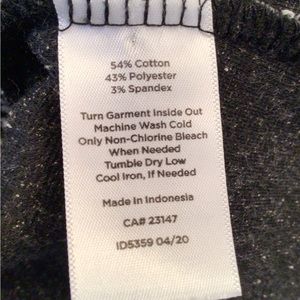 54% Cotton
43% Polyester
3% Spandex
Turn Garment Inside Out
Machine Wash Cold
Only Non-Chlorine Bleach
When Needed
Tumble Dry Low
Cool Iron, If Needed
Made in Indonesia
CA# 23147
ID5359 04/20